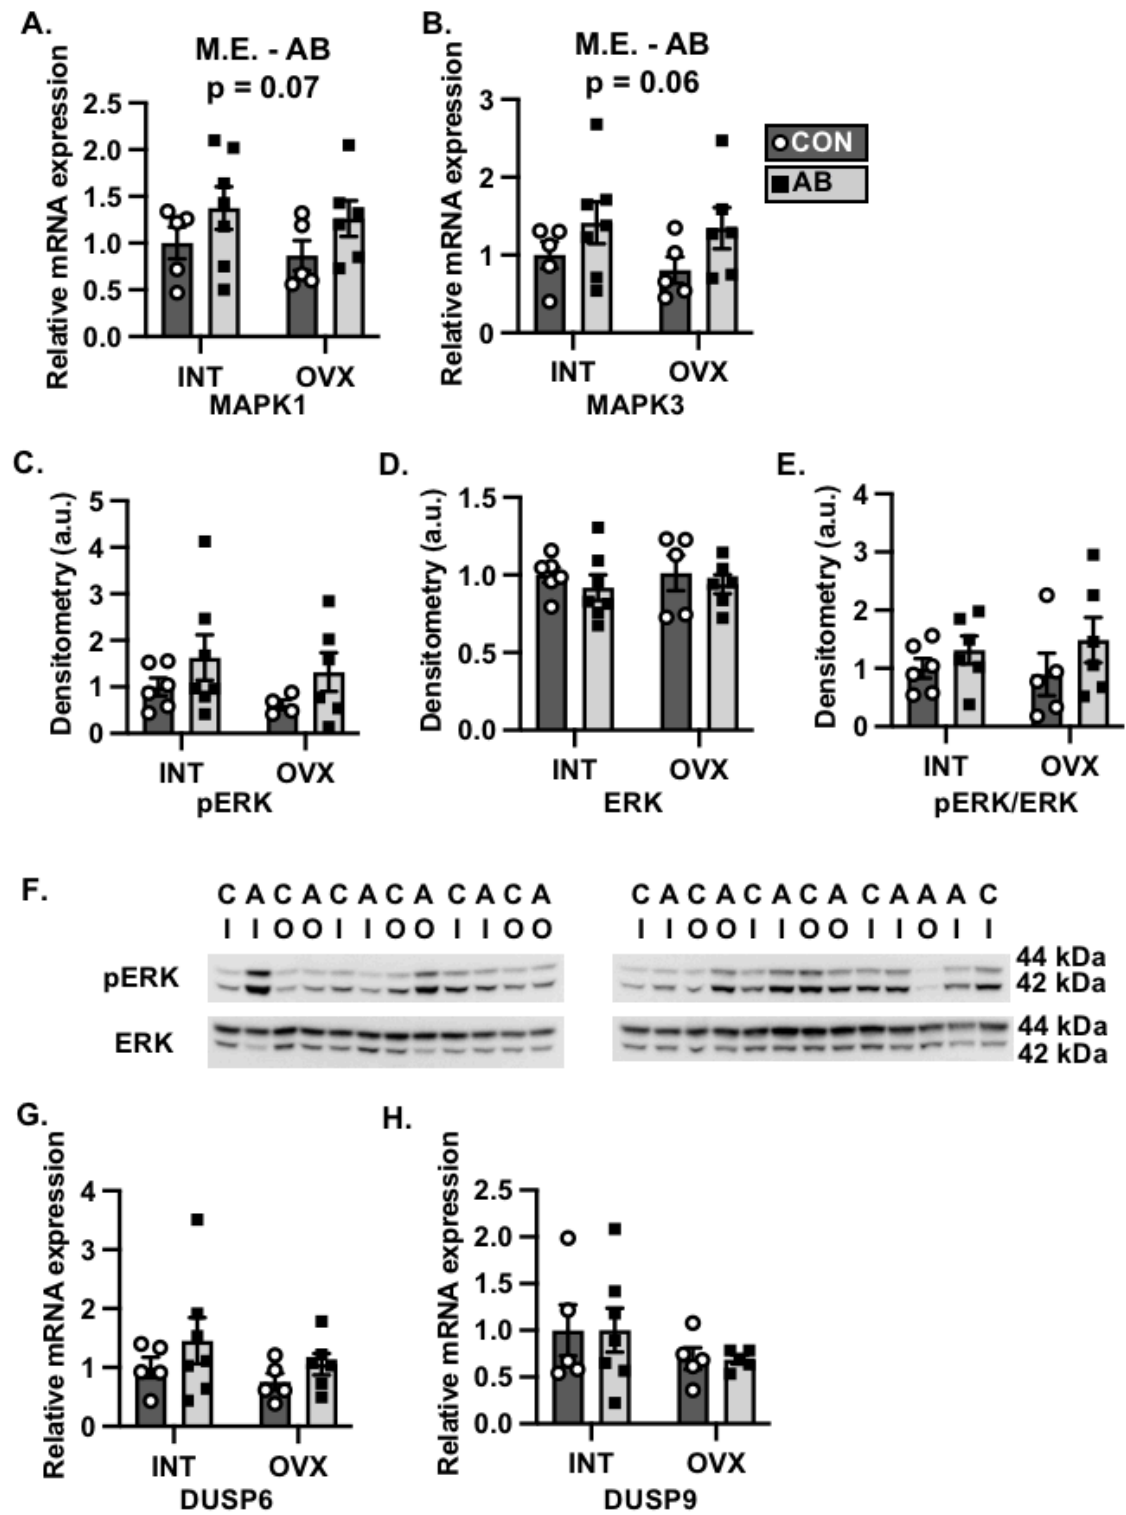 A.
M.E. - AB
p = 0.07
Relative mRNA expression
2.5
2.0
1.5
1.0
0.5
0.0
INT OVX
MAPK1
B.
M.E. - AB
p = 0.06
Relative mRNA expression
3
2
1
0
INT OVX
MAPK3
CON
AB
C.
Densitometry (a.u.)
5
4
3
2
1
0
INT OVX
pERK
D.
Densitometry (a.u.)
1.5
1.0
0.5
0.0
INT OVX
ERK
E.
Densitometry (a.u.)
4
3
2
1
0
INT OVX
pERK/ERK
F.
C A C A C A C A C A C A
I I O O I I O O I I O O
C A C A C A C A C A A A C
I I O O I I O O I I O I I
pERK
44 kDa
42 kDa
ERK
44 kDa
42 kDa
G.
Relative mRNA expression
4
3
2
1
0
INT OVX
DUSP6
H.
Relative mRNA expression
2.5
2.0
1.5
1.0
0.5
0.0
INT OVX
DUSP9